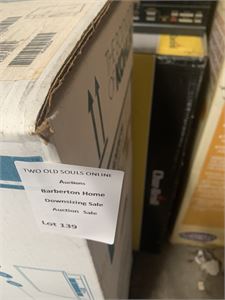 TWO OLD SOULS ONLINE
Auctions
Barberton Home
Downsizing Sale
Auction Sale
Lot 139